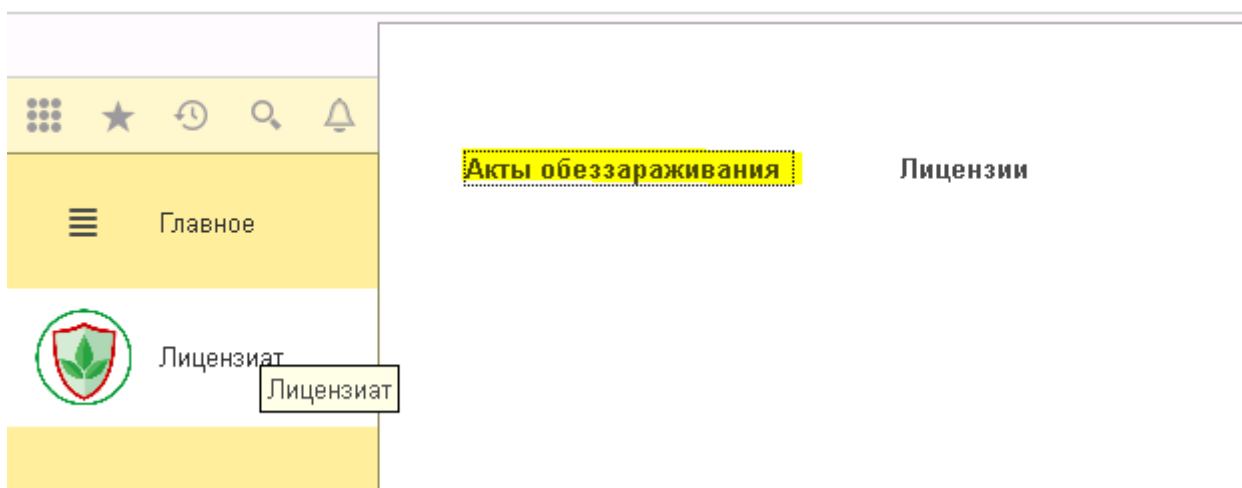 Акты обеззараживания Лицензии
Главное
Лицензиат
Лицензиат